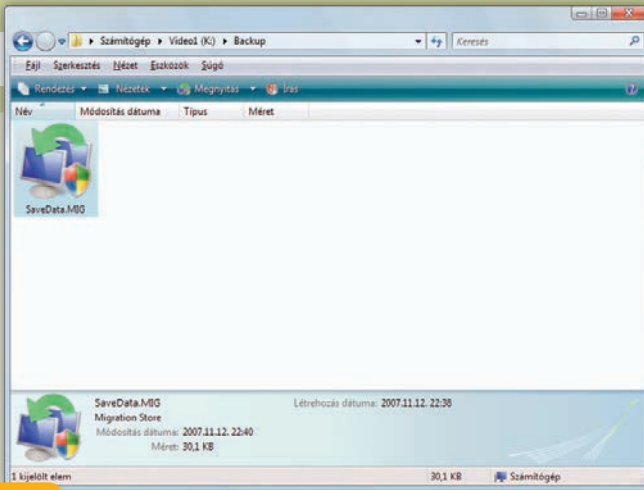 Számítógép ▸ Video1 (K:) ▸ Backup
Keresés
Fájl Szerkesztés Nézet Eszközök Súgó
Rendezés Nézetek Megnyitás Írás
Név Módosítás dátuma Típus Méret
SaveData.MIG
SaveData.MIG Létrehozás dátuma: 2007.11.12. 22:38
Migration Store
Módosítás dátuma: 2007.11.12. 22:40
Méret: 30,1 KB
1 kijelölt elem 30,1 KB Számítógép